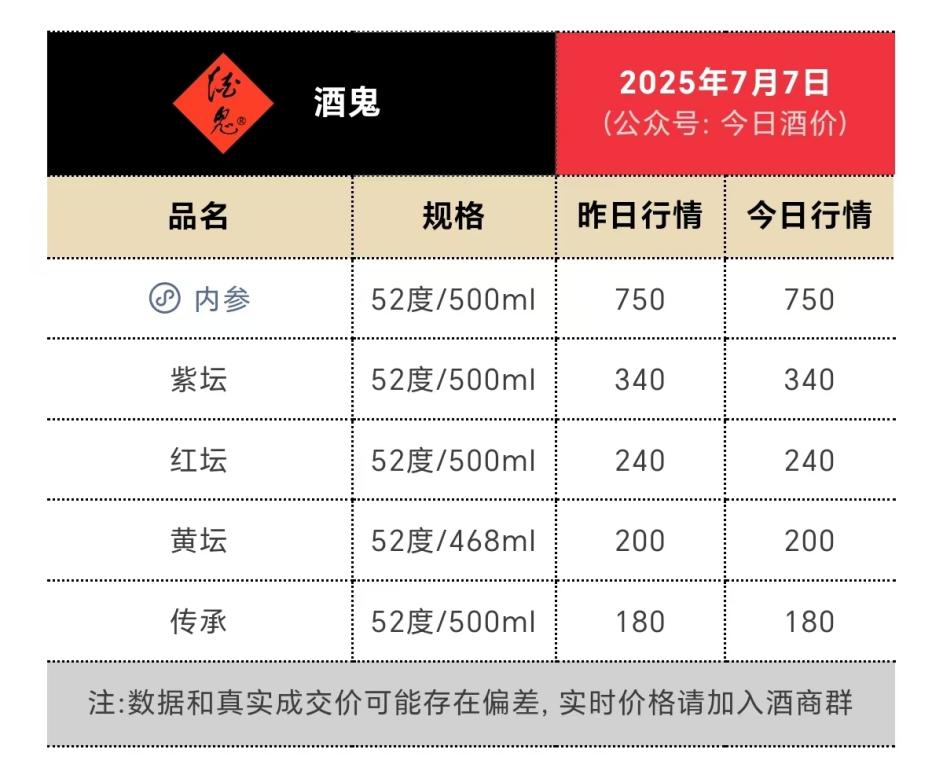 酒鬼®
酒鬼
2025年7月7日
(公众号: 今日酒价)
品名 规格 昨日行情 今日行情
内参 52度/500ml 750 750
紫坛 52度/500ml 340 340
红坛 52度/500ml 240 240
黄坛 52度/468ml 200 200
传承 52度/500ml 180 180
注:数据和真实成交价可能存在偏差, 实时价格请加入酒商群